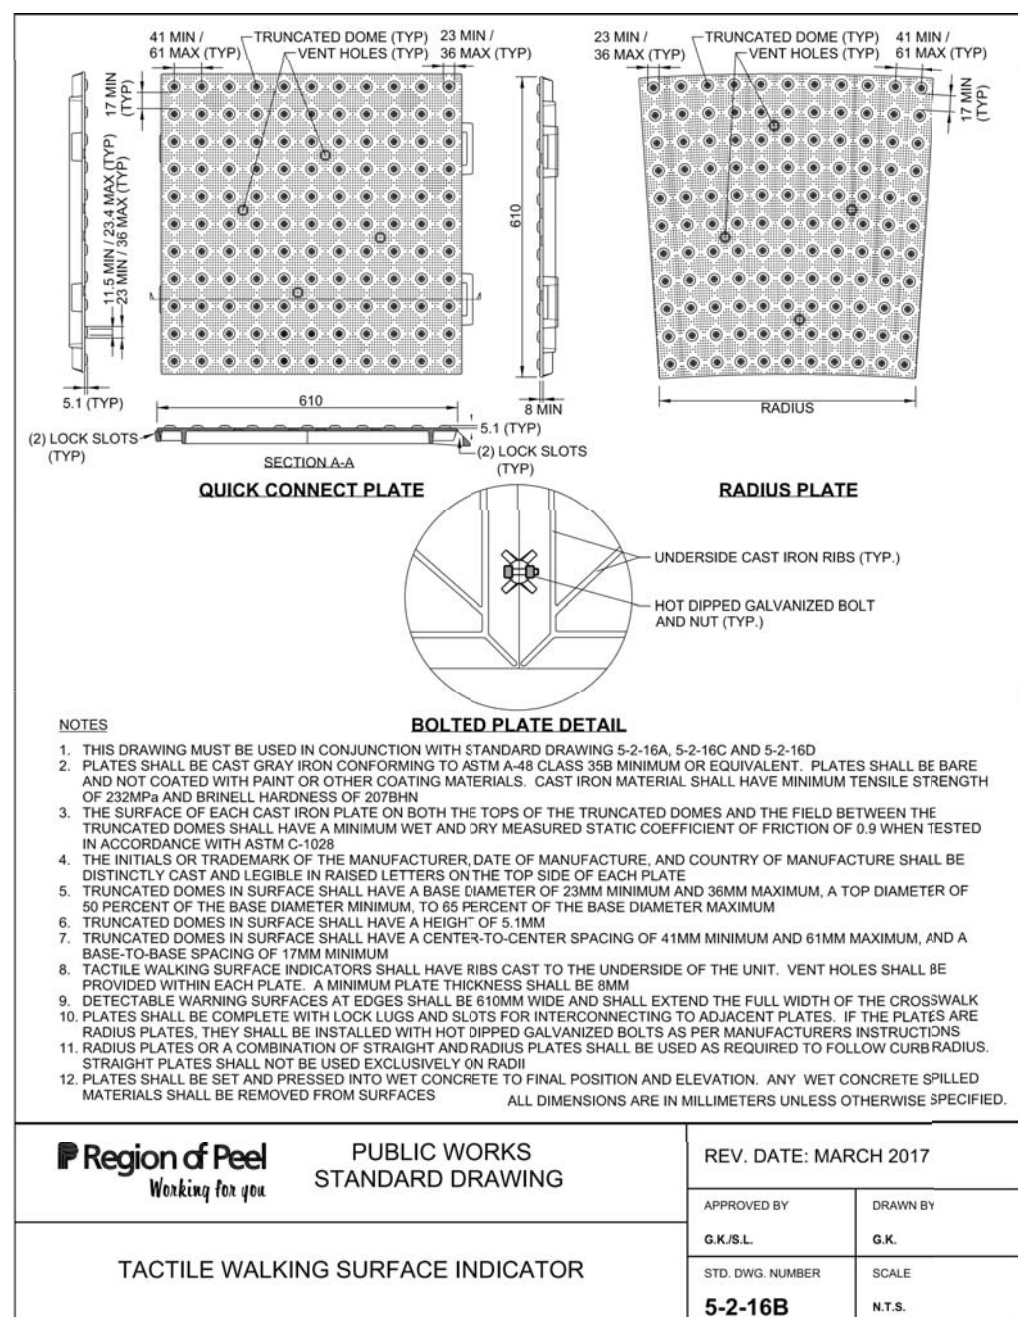 41 MIN /
61 MAX (TYP)
TRUNCATED DOME (TYP)
VENT HOLES (TYP)
23 MIN /
36 MAX (TYP)
17 MIN
(TYP)
11.5 MIN / 23.4 MAX (TYP)
23 MIN / 36 MAX (TYP)
5.1 (TYP)
610
610
8 MIN
5.1 (TYP)
(2) LOCK SLOTS
(TYP)
(2) LOCK SLOTS
(TYP)
SECTION A-A
QUICK CONNECT PLATE
23 MIN /
36 MAX (TYP)
TRUNCATED DOME (TYP)
VENT HOLES (TYP)
41 MIN /
61 MAX (TYP)
17 MIN
(TYP)
RADIUS
RADIUS PLATE
UNDERSIDE CAST IRON RIBS (TYP.)
HOT DIPPED GALVANIZED BOLT
AND NUT (TYP.)
BOLTED PLATE DETAIL
NOTES
1. THIS DRAWING MUST BE USED IN CONJUNCTION WITH STANDARD DRAWING 5-2-16A, 5-2-16C AND 5-2-16D
2. PLATES SHALL BE CAST GRAY IRON CONFORMING TO ASTM A-48 CLASS 35B MINIMUM OR EQUIVALENT. PLATES SHALL BE BARE
AND NOT COATED WITH PAINT OR OTHER COATING MATERIALS. CAST IRON MATERIAL SHALL HAVE MINIMUM TENSILE STRENGTH
OF 232MPa AND BRINELL HARDNESS OF 207BHN
3. THE SURFACE OF EACH CAST IRON PLATE ON BOTH THE TOPS OF THE TRUNCATED DOMES AND THE FIELD BETWEEN THE
TRUNCATED DOMES SHALL HAVE A MINIMUM WET AND DRY MEASURED STATIC COEFFICIENT OF FRICTION OF 0.9 WHEN TESTED
IN ACCORDANCE WITH ASTM C-1028
4. THE INITIALS OR TRADEMARK OF THE MANUFACTURER, DATE OF MANUFACTURE, AND COUNTRY OF MANUFACTURE SHALL BE
DISTINCTLY CAST AND LEGIBLE IN RAISED LETTERS ON THE TOP SIDE OF EACH PLATE
5. TRUNCATED DOMES IN SURFACE SHALL HAVE A BASE DIAMETER OF 23MM MINIMUM AND 36MM MAXIMUM, A TOP DIAMETER OF
50 PERCENT OF THE BASE DIAMETER MINIMUM, TO 65 PERCENT OF THE BASE DIAMETER MAXIMUM
6. TRUNCATED DOMES IN SURFACE SHALL HAVE A HEIGHT OF 5.1MM
7. TRUNCATED DOMES IN SURFACE SHALL HAVE A CENTER-TO-CENTER SPACING OF 41MM MINIMUM AND 61MM MAXIMUM, AND A
BASE-TO-BASE SPACING OF 17MM MINIMUM
8. TACTILE WALKING SURFACE INDICATORS SHALL HAVE RIBS CAST TO THE UNDERSIDE OF THE UNIT. VENT HOLES SHALL BE
PROVIDED WITHIN EACH PLATE. A MINIMUM PLATE THICKNESS SHALL BE 8MM
9. DETECTABLE WARNING SURFACES AT EDGES SHALL BE 610MM WIDE AND SHALL EXTEND THE FULL WIDTH OF THE CROSSWALK
10. PLATES SHALL BE COMPLETE WITH LOCK LUGS AND SLOTS FOR INTERCONNECTING TO ADJACENT PLATES. IF THE PLATES ARE
RADIUS PLATES, THEY SHALL BE INSTALLED WITH HOT DIPPED GALVANIZED BOLTS AS PER MANUFACTURERS INSTRUCTIONS
11. RADIUS PLATES OR A COMBINATION OF STRAIGHT AND RADIUS PLATES SHALL BE USED AS REQUIRED TO FOLLOW CURB RADIUS.
STRAIGHT PLATES SHALL NOT BE USED EXCLUSIVELY ON RADII
12. PLATES SHALL BE SET AND PRESSED INTO WET CONCRETE TO FINAL POSITION AND ELEVATION. ANY WET CONCRETE SPILLED
MATERIALS SHALL BE REMOVED FROM SURFACES
ALL DIMENSIONS ARE IN MILLIMETERS UNLESS OTHERWISE SPECIFIED.
Region of Peel
Working for you
PUBLIC WORKS
STANDARD DRAWING
REV. DATE: MARCH 2017
APPROVED BY
G.K./S.L.
DRAWN BY
G.K.
TACTILE WALKING SURFACE INDICATOR
STD. DWG. NUMBER
5-2-16B
SCALE
N.T.S.